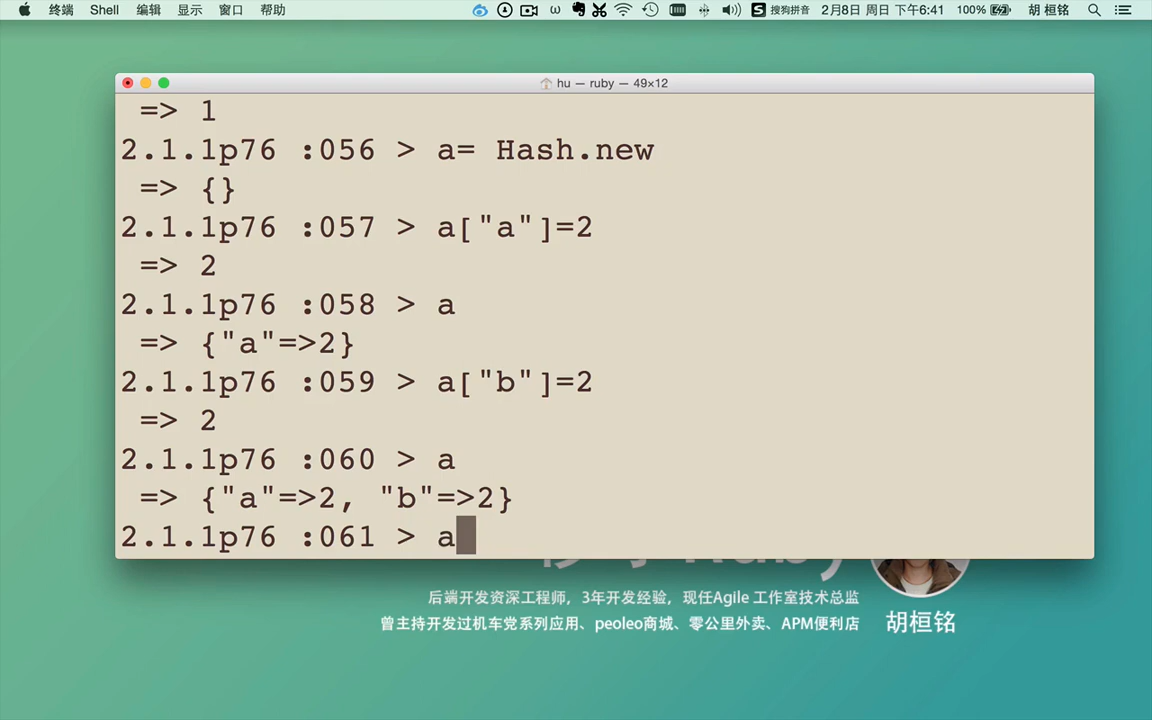 终端 Shell 编辑 显示 窗口 帮助 搜狗拼音 2月8日 周日 下午6:41 100% 胡 桓铭
hu — ruby — 49×12
=> 1
2.1.1p76 :056 > a= Hash.new
=> {}
2.1.1p76 :057 > a["a"]=2
=> 2
2.1.1p76 :058 > a
=> {"a"=>2}
2.1.1p76 :059 > a["b"]=2
=> 2
2.1.1p76 :060 > a
=> {"a"=>2, "b"=>2}
2.1.1p76 :061 > a
后端开发资深工程师，3年开发经验，现任Agile 工作室技术总监
曾主持开发过机车党系列应用、peoleo商城、零公里外卖、APM便利店
胡桓铭